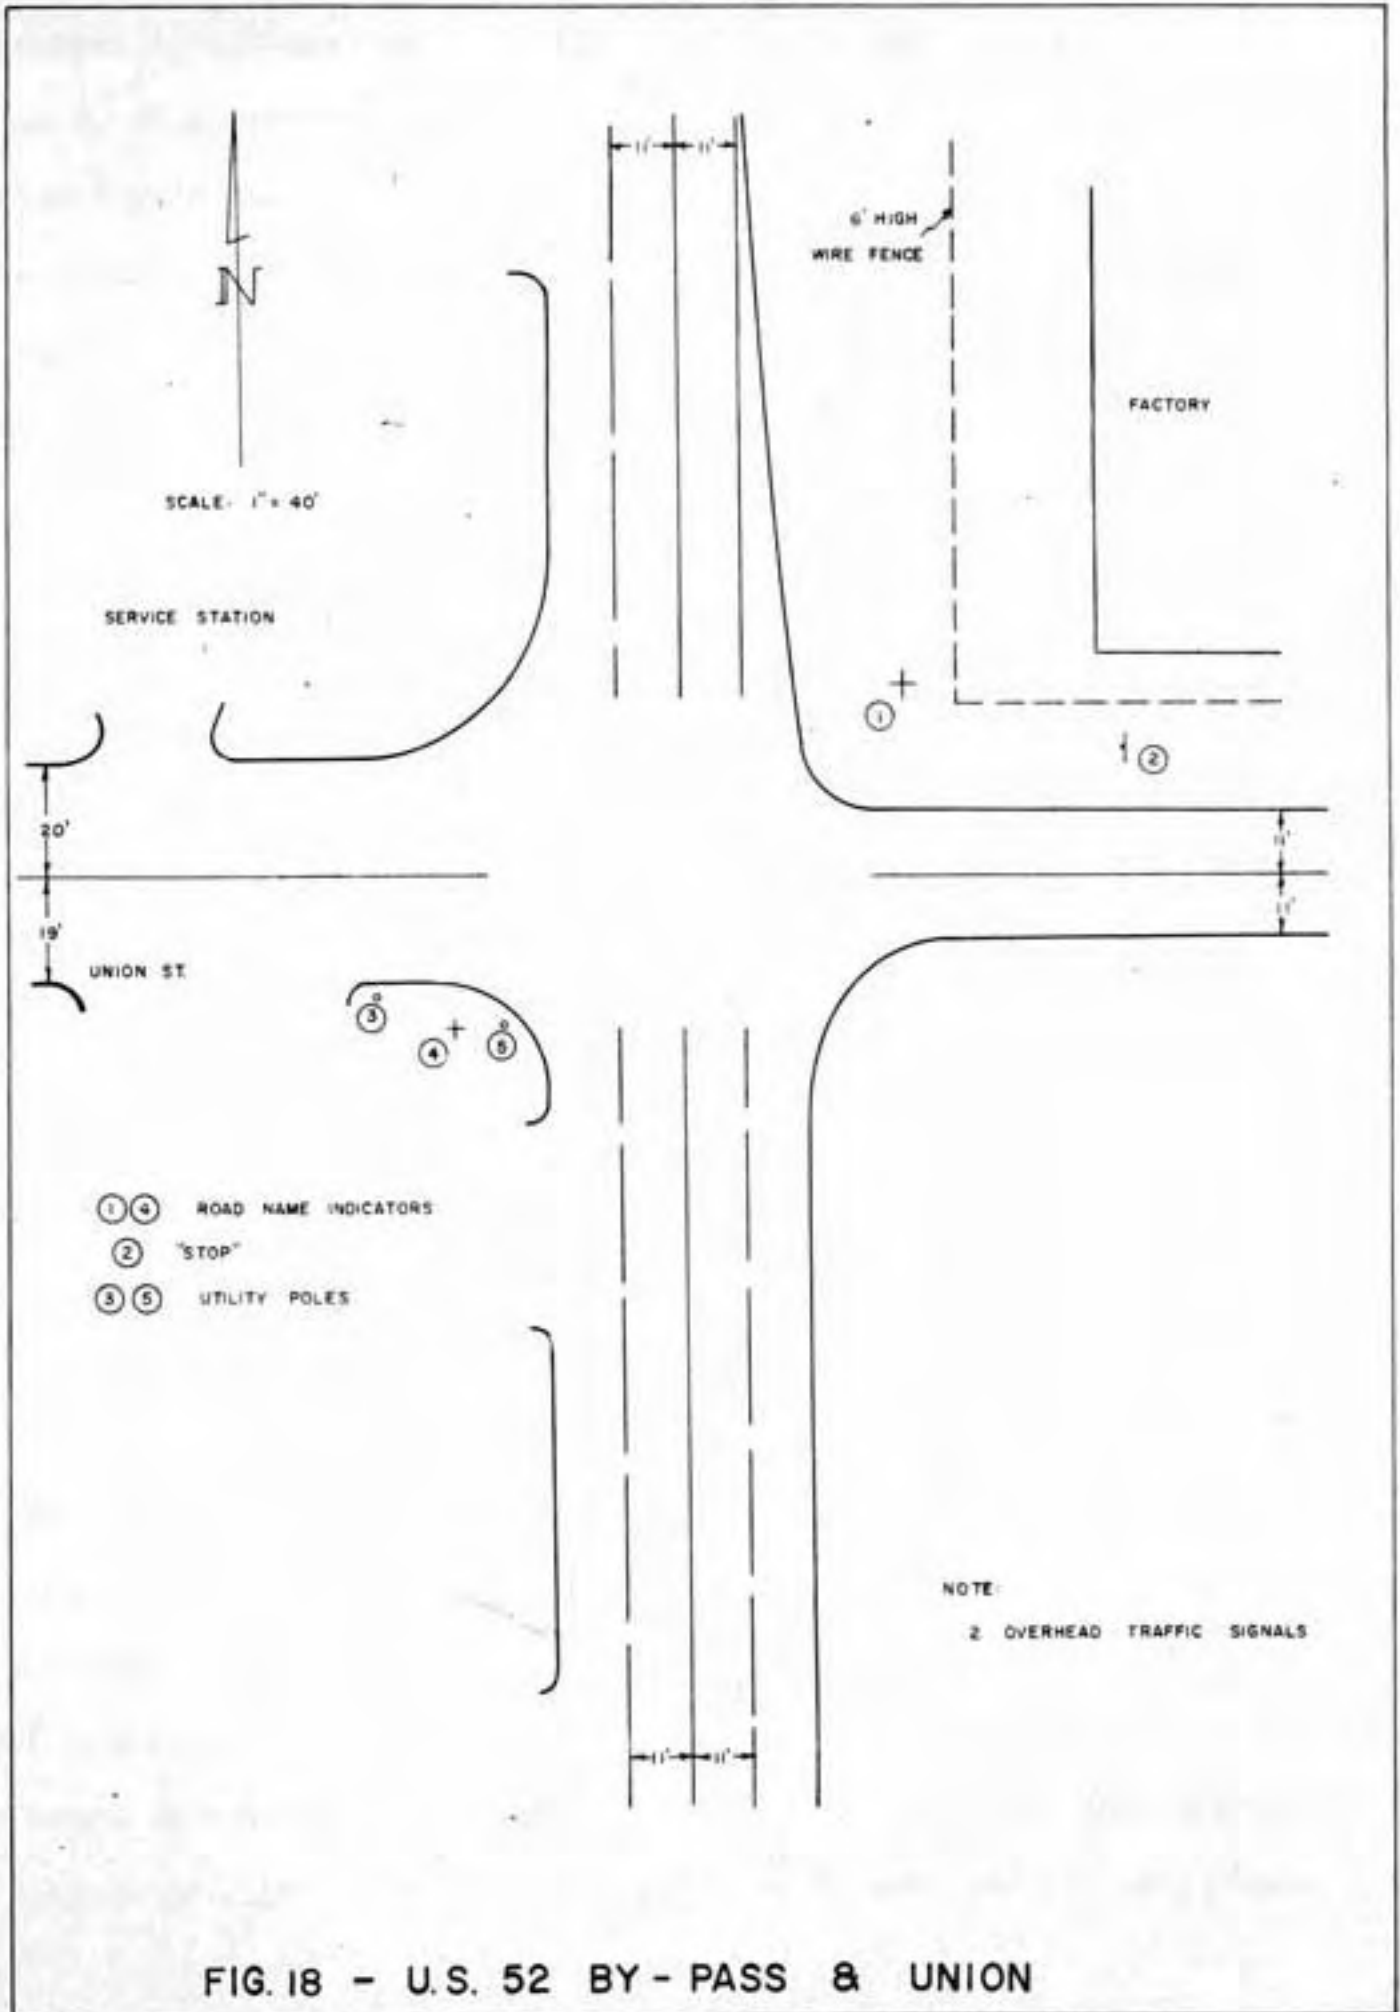 11' 11'
6' HIGH
WIRE FENCE
N
FACTORY
SCALE: 1" = 40'
SERVICE STATION
1
2
20'
11'
19'
11'
UNION ST.
3
4
5
1 4 ROAD NAME INDICATORS
2 "STOP"
3 5 UTILITY POLES
NOTE:
2 OVERHEAD TRAFFIC SIGNALS
11' 11'
FIG. 18 - U.S. 52 BY-PASS & UNION